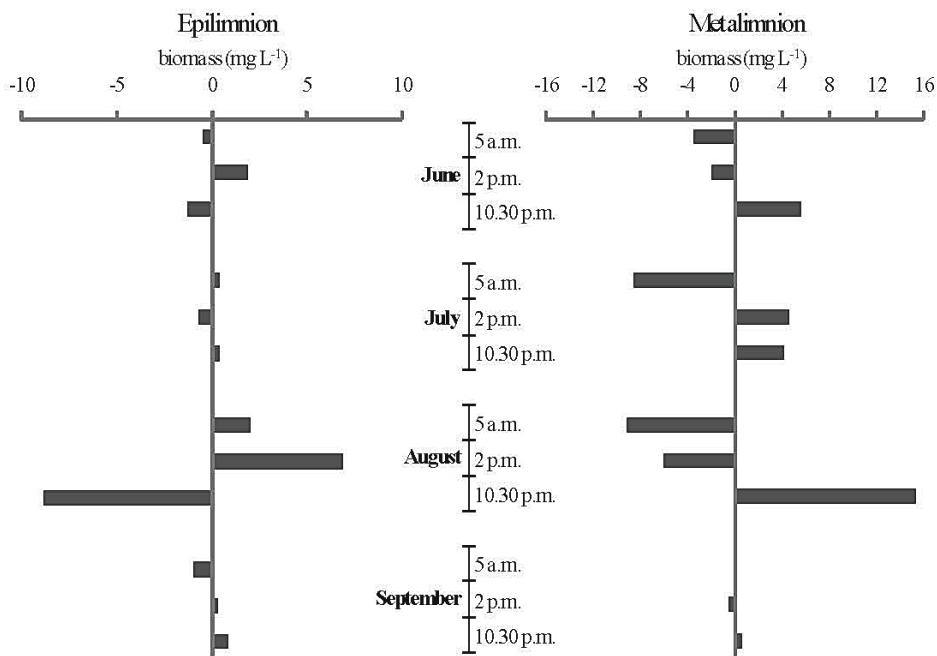 Epilimnion
biomass (mg L-1)
-10 -5 0 5 10
Metalimnion
biomass (mg L-1)
-16 -12 -8 -4 0 4 8 12 16
June
5 a.m.
2 p.m.
10.30 p.m.
July
5 a.m.
2 p.m.
10.30 p.m.
August
5 a.m.
2 p.m.
10.30 p.m.
September
5 a.m.
2 p.m.
10.30 p.m.